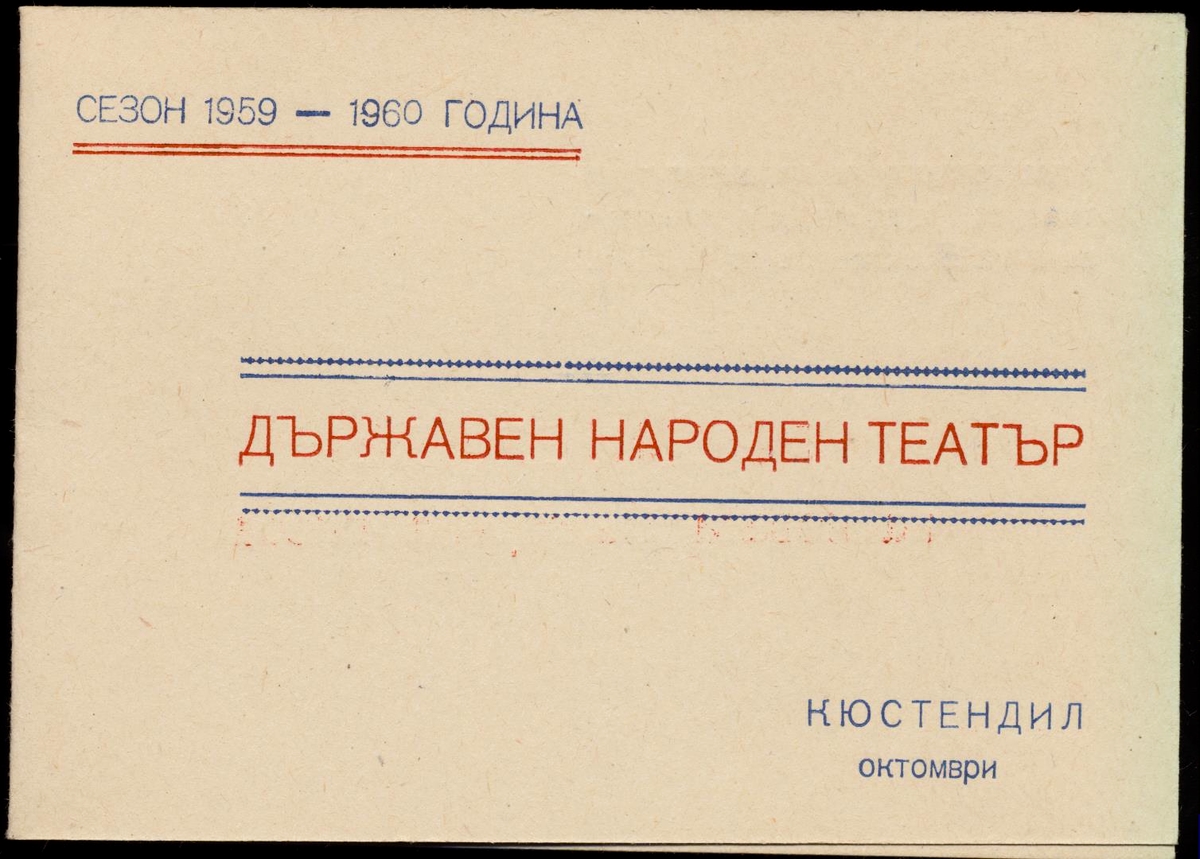 СЕЗОН 1959 — 1960 ГОДИНА
ДЪРЖАВЕН НАРОДЕН ТЕАТЪР
КЮСТЕНДИЛ
октомври